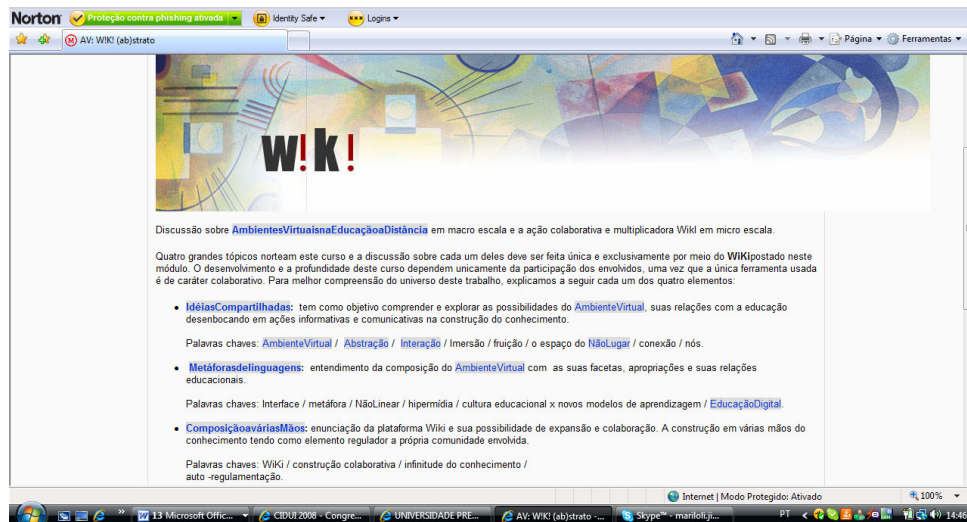 Norton Proteção contra phishing ativada Identity Safe Logins
AV: W!K! (ab)strato Página Ferramentas
w!k!
Discussão sobre AmbientesVirtuaisnaEducaçãoaDistância em macro escala e a ação colaborativa e multiplicadora WikI em micro escala.
Quatro grandes tópicos norteam este curso e a discussão sobre cada um deles deve ser feita única e exclusivamente por meio do WiKipostado neste
módulo. O desenvolvimento e a profundidade deste curso dependem unicamente da participação dos envolvidos, uma vez que a única ferramenta usada
é de caráter colaborativo. Para melhor compreensão do universo deste trabalho, explicamos a seguir cada um dos quatro elementos:
• IdéiasCompartilhadas: tem como objetivo comprender e explorar as possibilidades do AmbienteVirtual, suas relações com a educação
desenbocando em ações informativas e comunicativas na construção do conhecimento.
Palavras chaves: AmbienteVirtual / Abstração / Interação / Imersão / fruição / o espaço do NãoLugar / conexão / nós.
• Metáforasdelinguagens: entendimento da composição do AmbienteVirtual com as suas facetas, apropriações e suas relações
educacionais.
Palavras chaves: Interface / metáfora / NãoLinear / hipermídia / cultura educacional x novos modelos de aprendizagem / EducaçãoDigital.
• ComposiçãoaváriasMãos: enunciação da plataforma Wiki e sua possibilidade de expansão e colaboração. A construção em várias mãos do
conhecimento tendo como elemento regulador a própria comunidade envolvida.
Palavras chaves: WiKi / construção colaborativa / infinitude do conhecimento /
auto -regulamentação.
Internet | Modo Protegido: Ativado 100%
13 Microsoft Offic... CIDUI 2008 - Congre... UNIVERSIDADE PRE... AV: W!K! (ab)strato -... Skype™ - mariloli.ji... PT 14:46